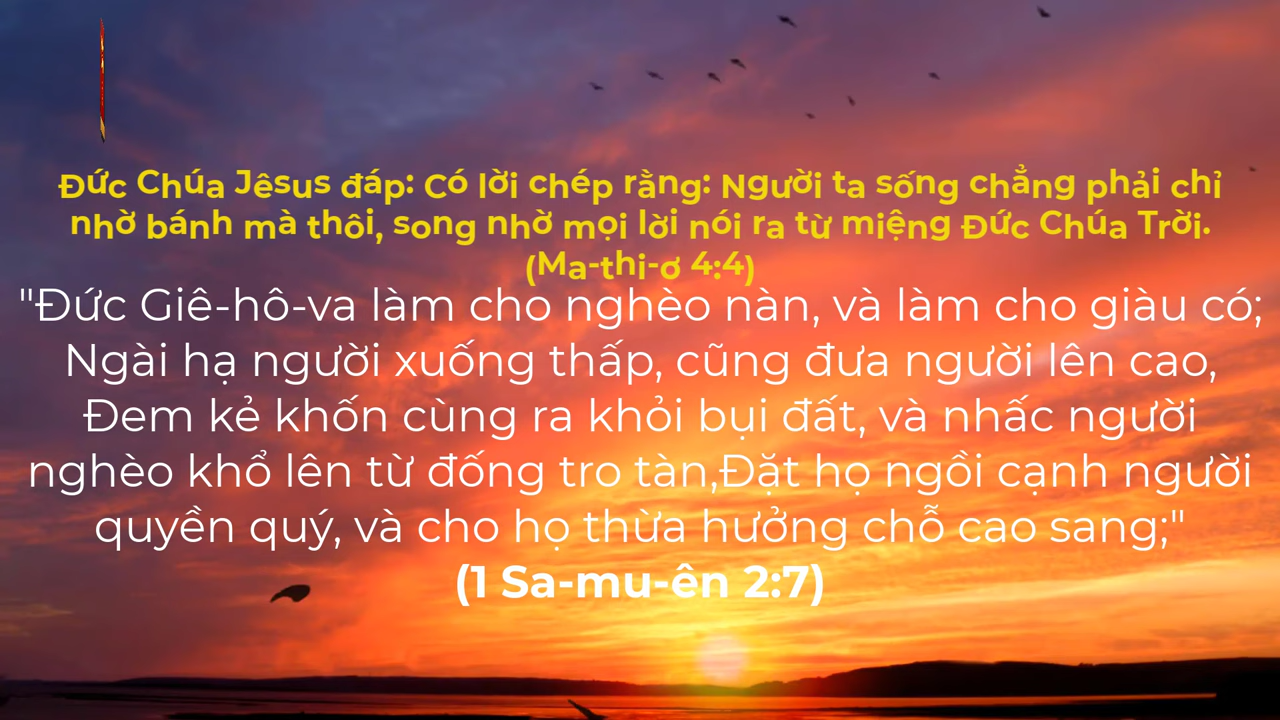 Đức Chúa Jêsus đáp: Có lời chép rằng: Người ta sống chẳng phải chỉ
nhờ bánh mà thôi, song nhờ mọi lời nói ra từ miệng Đức Chúa Trời.
(Ma-thi-ơ 4:4)
"Đức Giê-hô-va làm cho nghèo nàn, và làm cho giàu có;
Ngài hạ người xuống thấp, cũng đưa người lên cao,
Đem kẻ khốn cùng ra khỏi bụi đất, và nhấc người
nghèo khổ lên từ đống tro tàn,Đặt họ ngồi cạnh người
quyền quý, và cho họ thừa hưởng chỗ cao sang;"
(1 Sa-mu-ên 2:7)